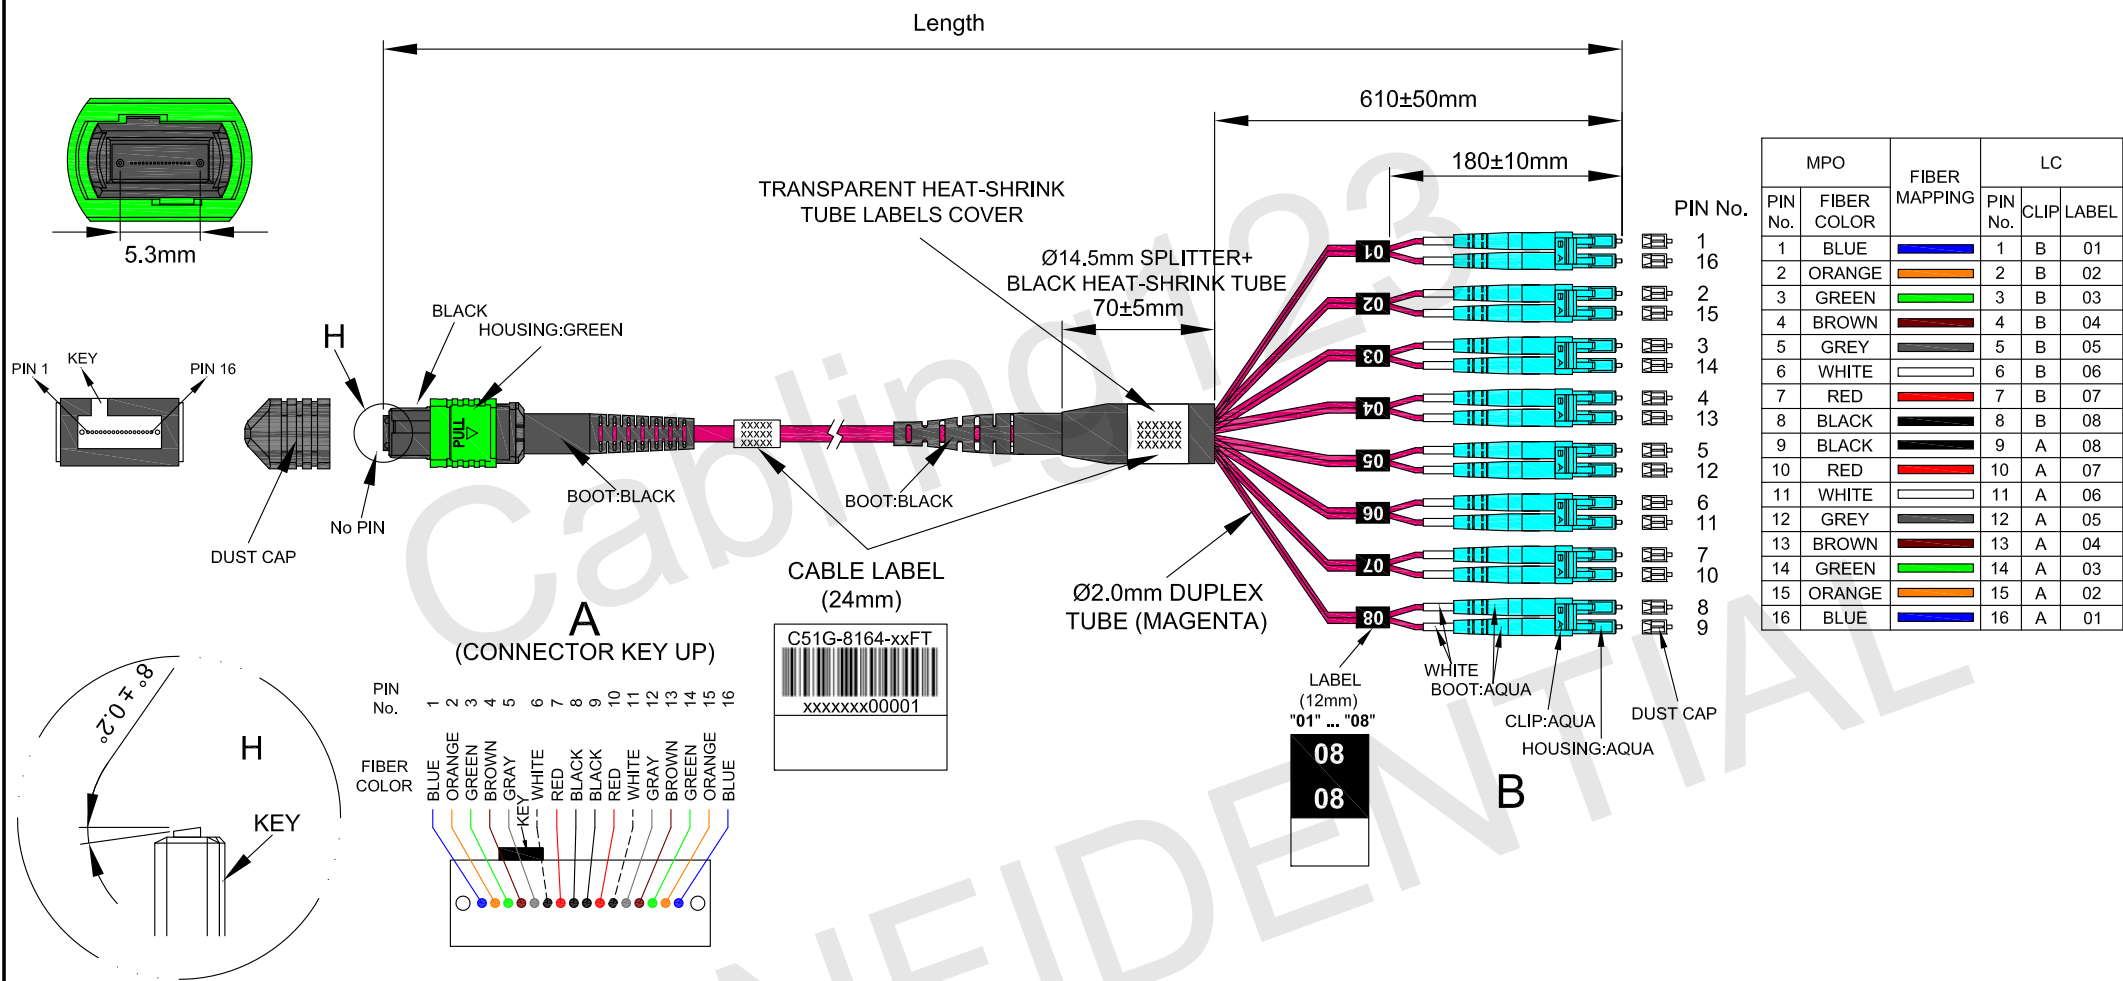 Length
610±50mm
180±10mm
5.3mm
TRANSPARENT HEAT-SHRINK
TUBE LABELS COVER
Ø14.5mm SPLITTER+
BLACK HEAT-SHRINK TUBE
70±5mm
PIN No.
1
16
2
15
3
14
4
13
5
12
6
11
7
10
8
9
01
02
03
04
05
06
07
08
H
BLACK
HOUSING:GREEN
KEY
PIN 1
PIN 16
PULL
XXXXX
XXXXX
XXXXX
XXXXX
XXXXXX
XXXXXX
XXXXXX
BOOT:BLACK
BOOT:BLACK
No PIN
DUST CAP
CABLE LABEL
(24mm)
Ø2.0mm DUPLEX
TUBE (MAGENTA)
C51G-8164-xxFT
xxxxxxx00001
A
(CONNECTOR KEY UP)
PIN
No.
1 2 3 4 5 6 7 8 9 10 11 12 13 14 15 16
FIBER
COLOR
BLUE ORANGE GREEN BROWN GRAY WHITE RED BLACK BLACK RED WHITE GRAY BROWN GREEN ORANGE BLUE
KEY
8° ± 0.2°
H
KEY
LABEL
(12mm)
"01" ... "08"
08
08
WHITE
BOOT:AQUA
CLIP:AQUA
HOUSING:AQUA
DUST CAP
B
MPO FIBER MAPPING LC
PIN No. FIBER COLOR PIN No. CLIP LABEL
1 BLUE 1 B 01
2 ORANGE 2 B 02
3 GREEN 3 B 03
4 BROWN 4 B 04
5 GREY 5 B 05
6 WHITE 6 B 06
7 RED 7 B 07
8 BLACK 8 B 08
9 BLACK 9 A 08
10 RED 10 A 07
11 WHITE 11 A 06
12 GREY 12 A 05
13 BROWN 13 A 04
14 GREEN 14 A 03
15 ORANGE 15 A 02
16 BLUE 16 A 01
Cabling123